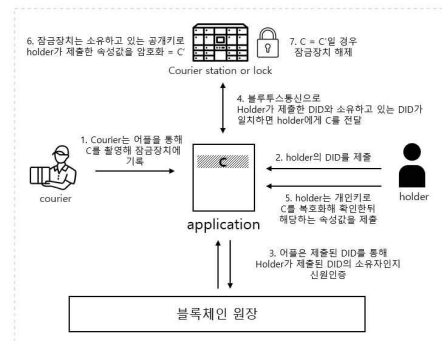 6. 잠금장치는 소유하고 있는 공개키로
holder가 제출한 속성값을 암호화 = C′
7. C = C′일 경우
잠금장치 해제
Courier station or lock
4. 블루투스통신으로
Holder가 제출한 DID와 소유하고 있는 DID가
일치하면 holder에게 C를 전달
1. Courier는 어플을 통해
C를 촬영해 잠금장치에
기록
C
2. holder의 DID를 제출
courier
holder
5. holder는 개인키로
C를 복호화해 확인한뒤
해당하는 속성값을 제출
application
3. 어플은 제출된 DID를 통해
Holder가 제출된 DID의 소유자인지
신원인증
블록체인 원장